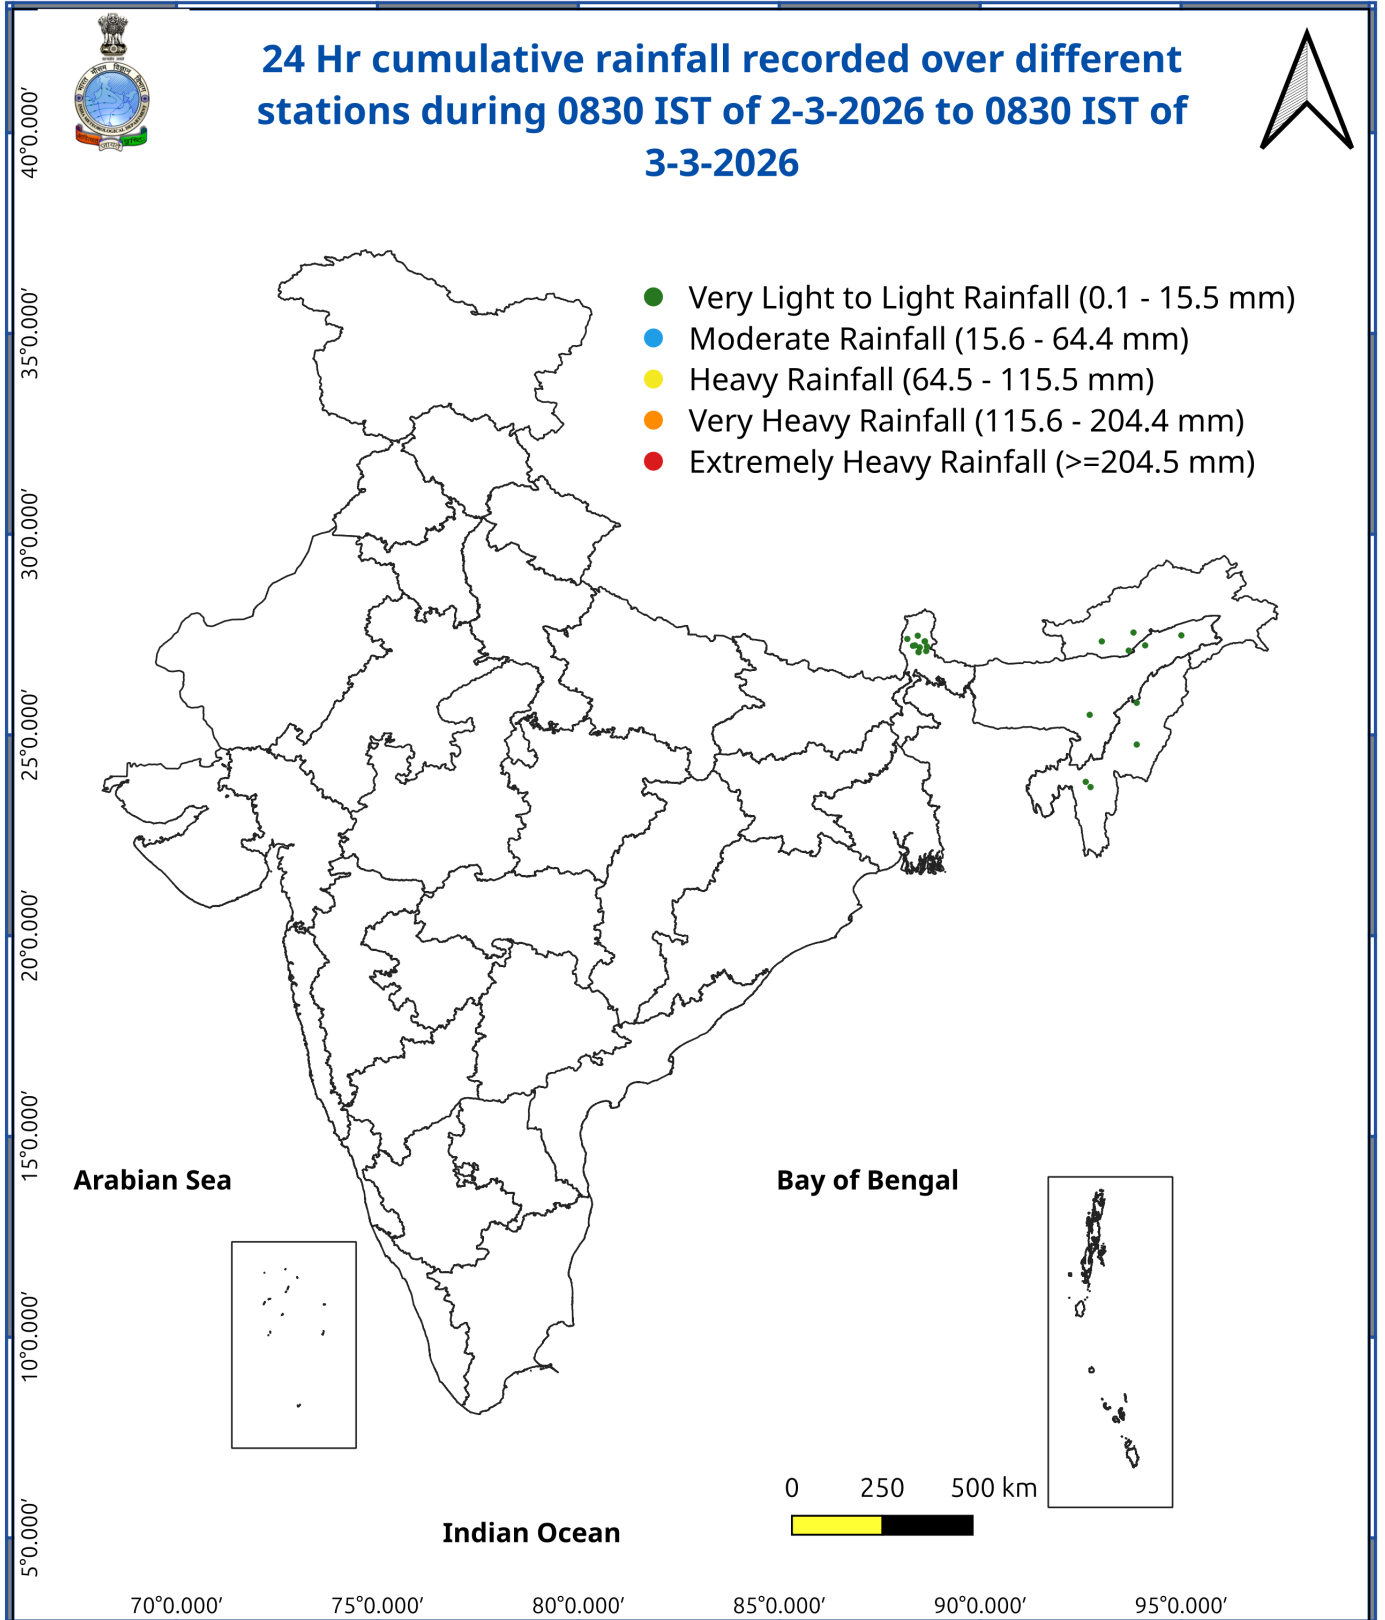 24 Hr cumulative rainfall recorded over different
stations during 0830 IST of 2-3-2026 to 0830 IST of
3-3-2026
Very Light to Light Rainfall (0.1 - 15.5 mm)
Moderate Rainfall (15.6 - 64.4 mm)
Heavy Rainfall (64.5 - 115.5 mm)
Very Heavy Rainfall (115.6 - 204.4 mm)
Extremely Heavy Rainfall (>=204.5 mm)
40°0.000′
35°0.000′
30°0.000′
25°0.000′
20°0.000′
15°0.000′
10°0.000′
5°0.000′
Arabian Sea
Bay of Bengal
Indian Ocean
0 250 500 km
70°0.000′ 75°0.000′ 80°0.000′ 85°0.000′ 90°0.000′ 95°0.000′